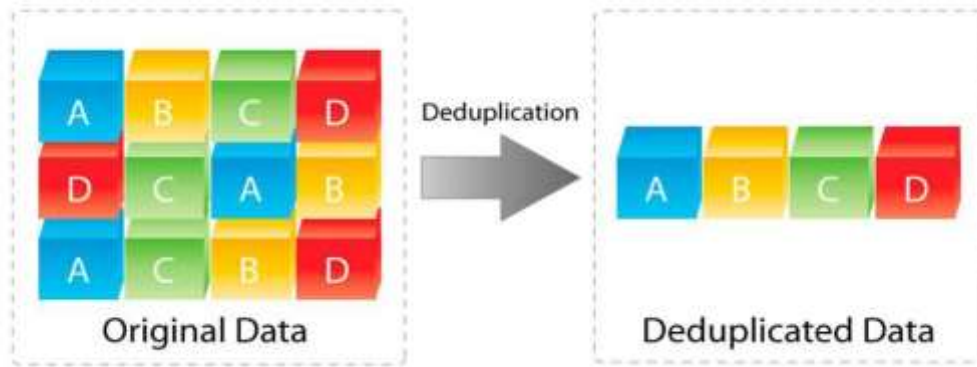 A B C D
D C A B
A C B D
Original Data
Deduplication
A B C D
Deduplicated Data